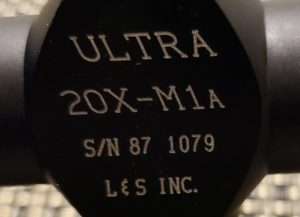 ULTRA
20X-M1A
S/N 87 1079
L&S INC.